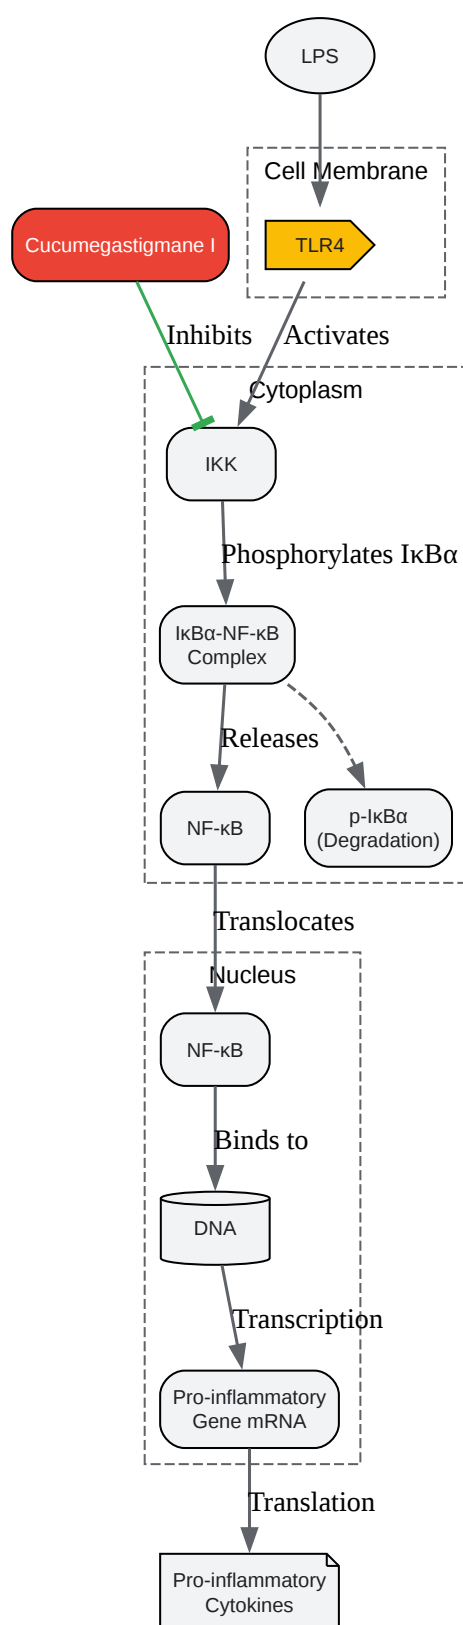 LPS
Cell Membrane
Cucumegastigmane I
TLR4
Inhibits
Activates
Cytoplasm
IKK
Phosphorylates IκBα
IκBα-NF-κB
Complex
Releases
NF-κB
p-IκBα
(Degradation)
Translocates
Nucleus
NF-κB
Binds to
DNA
Transcription
Pro-inflammatory
Gene mRNA
Translation
Pro-inflammatory
Cytokines